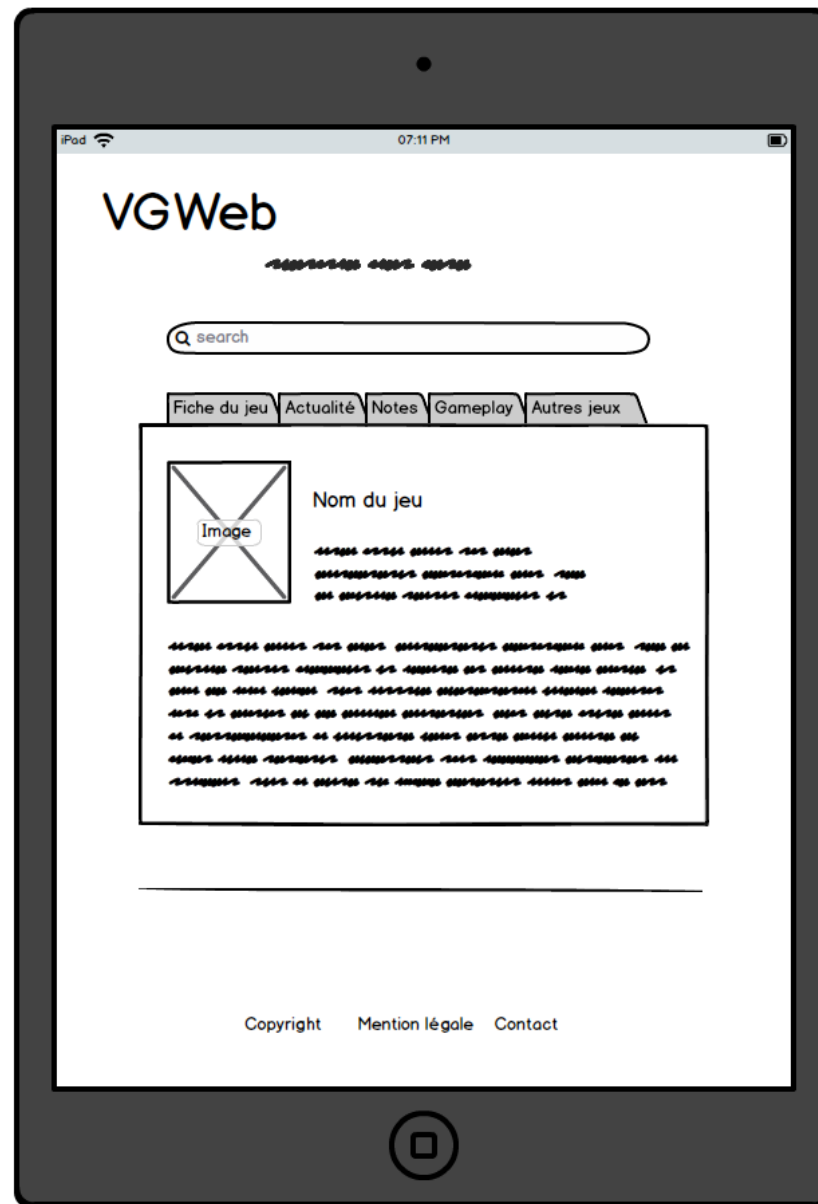 iPad 07:11 PM
VGWeb
search
Fiche du jeu Actualité Notes Gameplay Autres jeux
Image
Nom du jeu
Copyright Mention légale Contact